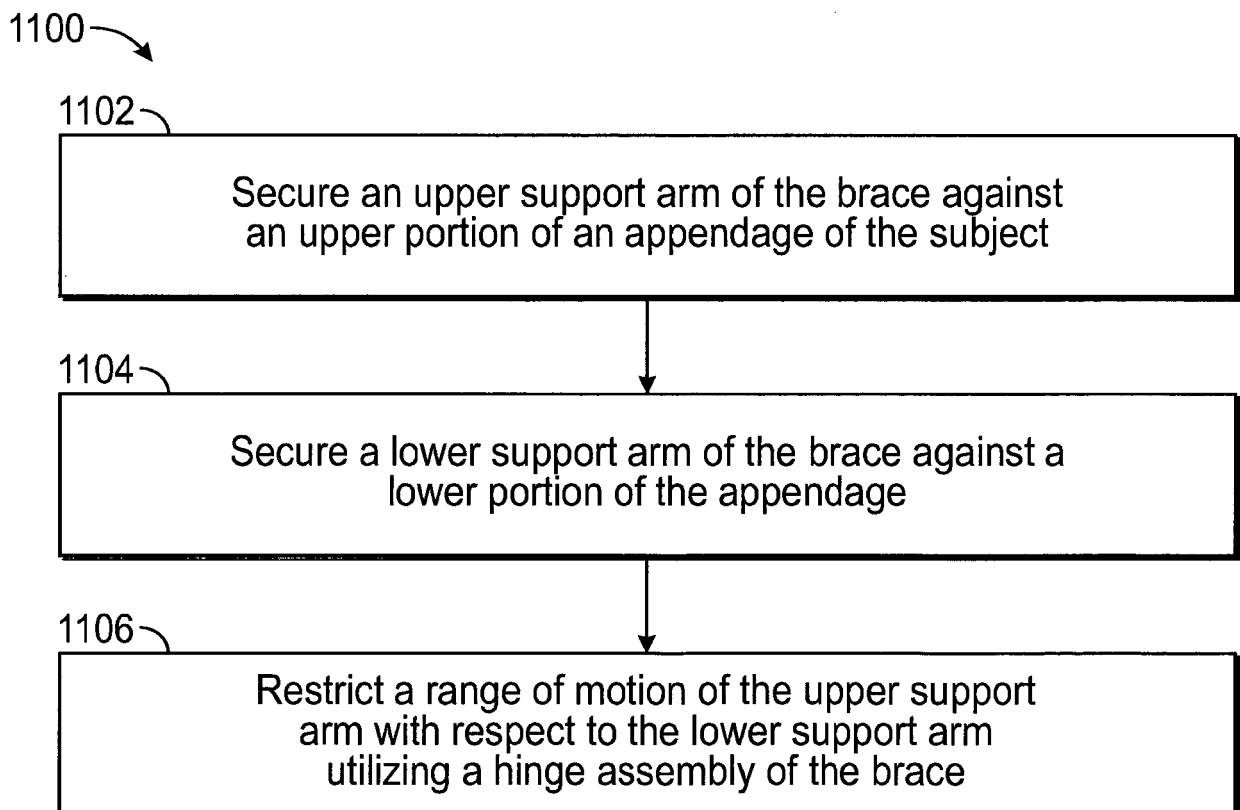 1100
1102
Secure an upper support arm of the brace against
an upper portion of an appendage of the subject
1104
Secure a lower support arm of the brace against a
lower portion of the appendage
1106
Restrict a range of motion of the upper support
arm with respect to the lower support arm
utilizing a hinge assembly of the brace